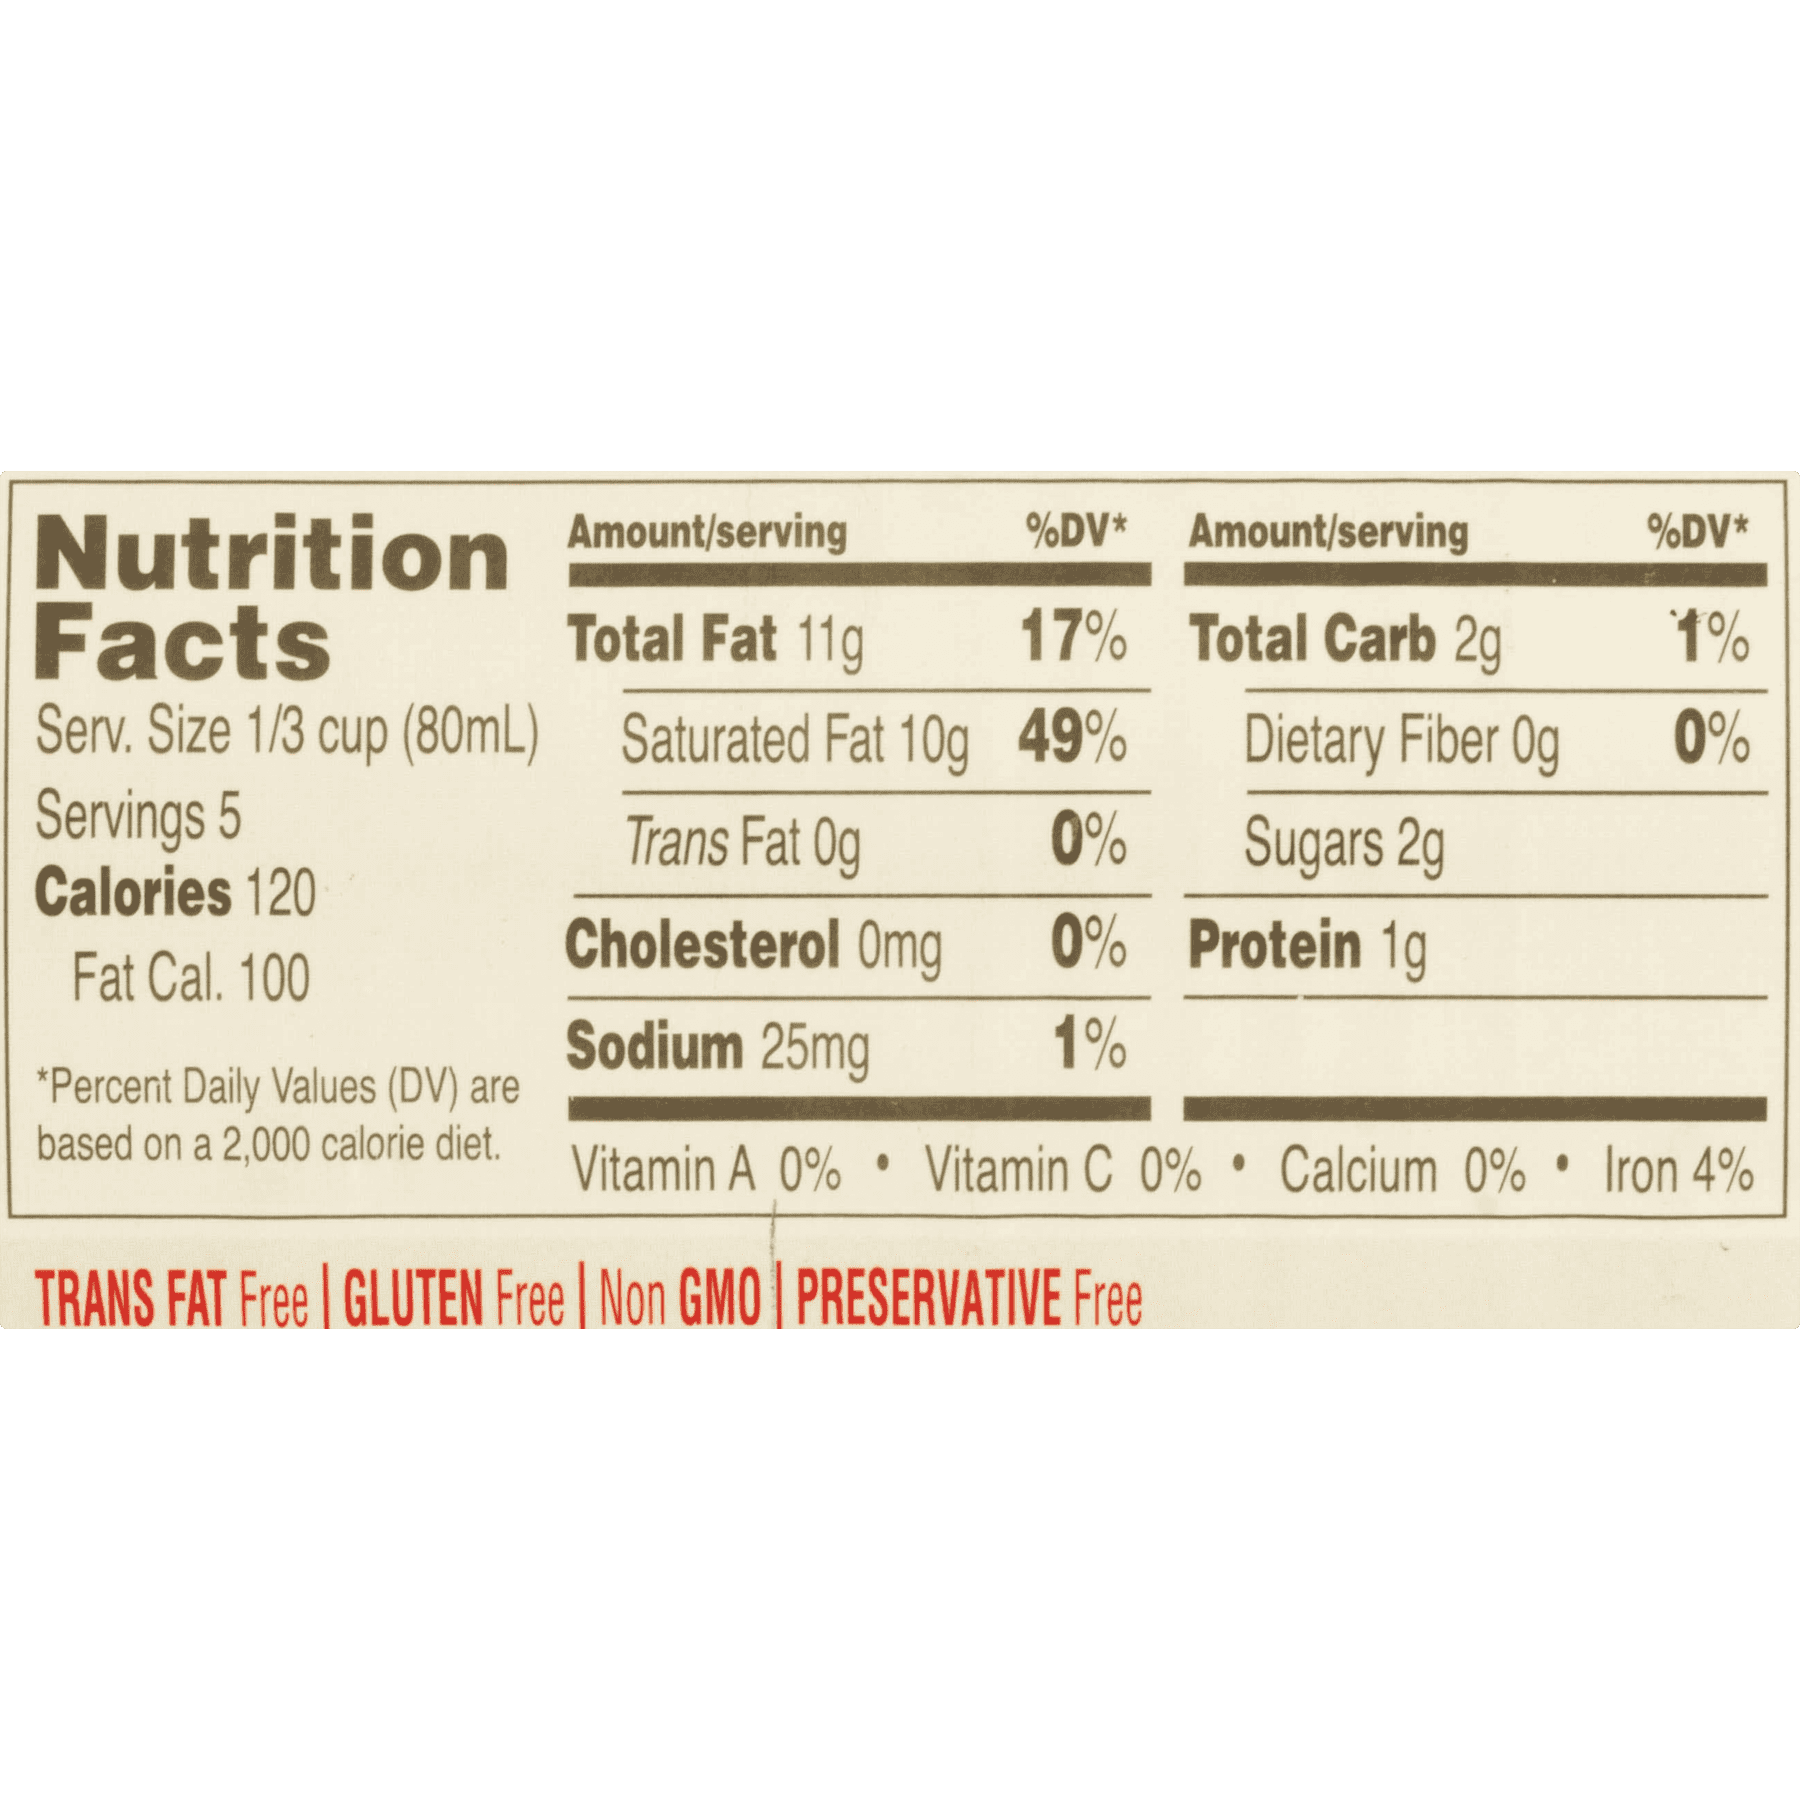 Nutrition
Facts
Serv. Size 1/3 cup (80mL)
Servings 5
Calories 120
Fat Cal. 100
*Percent Daily Values (DV) are
based on a 2,000 calorie diet.
Amount/serving %DV*
Total Fat 11g 17%
Saturated Fat 10g 49%
Trans Fat 0g 0%
Cholesterol 0mg 0%
Sodium 25mg 1%
Amount/serving %DV*
Total Carb 2g 1%
Dietary Fiber 0g 0%
Sugars 2g
Protein 1g
Vitamin A 0% • Vitamin C 0% • Calcium 0% • Iron 4%
TRANS FAT Free | GLUTEN Free | Non GMO | PRESERVATIVE Free